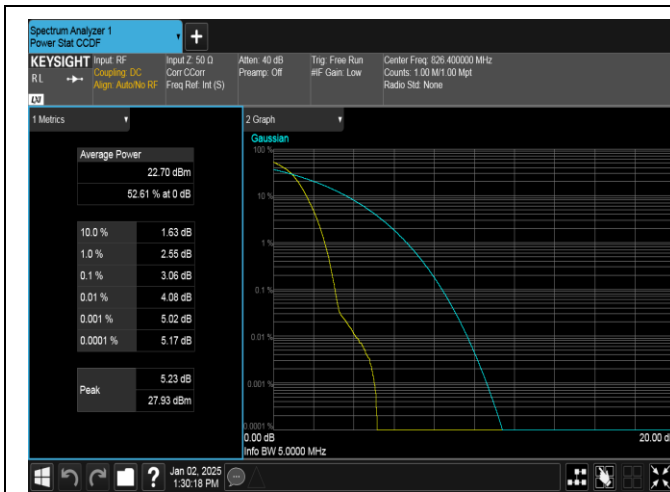 Spectrum Analyzer 1
Power Stat CCDF
+
KEYSIGHT Input: RF Input Z: 50 Ω Atten: 40 dB Trig: Free Run Center Freq: 826.400000 MHz
RL Coupling: DC Corr CCorr Preamp: Off #IF Gain: Low Counts: 1.00 M/1.00 Mpt
Align: Auto/No RF Freq Ref: Int (S) Radio Std: None
LXI
1 Metrics
2 Graph
Gaussian
Average Power
22.70 dBm
52.61 % at 0 dB
10.0 % 1.63 dB
1.0 % 2.55 dB
0.1 % 3.06 dB
0.01 % 4.08 dB
0.001 % 5.02 dB
0.0001 % 5.17 dB
Peak 5.23 dB
27.93 dBm
100 %
10 %
1 %
0.1 %
0.01 %
0.001 %
0.0001 %
0.00 dB 20.00 d
Info BW 5.0000 MHz
? Jan 02, 2025
1:30:18 PM